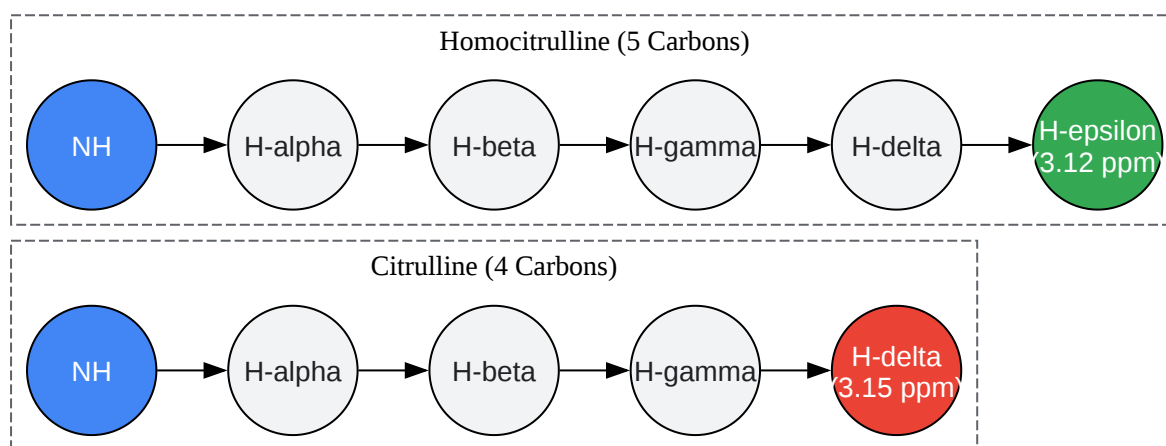 Homocitrulline (5 Carbons)
NH
H-alpha
H-beta
H-gamma
H-delta
H-epsilon
(3.12 ppm)
Citrulline (4 Carbons)
NH
H-alpha
H-beta
H-gamma
H-delta
(3.15 ppm)